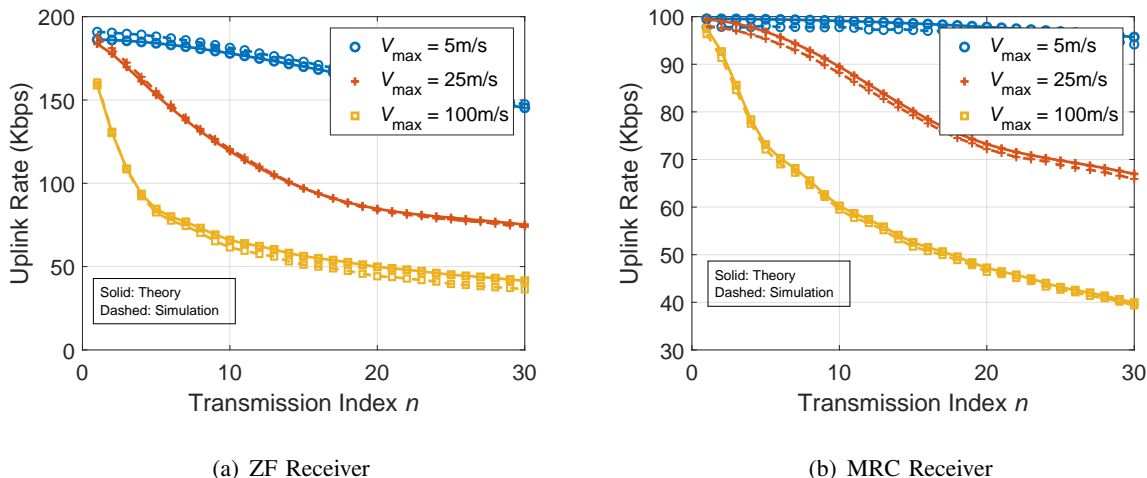 200
150
100
50
0
Uplink Rate (Kbps)
0 10 20 30
Transmission Index n
V_max = 5m/s
V_max = 25m/s
V_max = 100m/s
Solid: Theory
Dashed: Simulation
(a) ZF Receiver
100
90
80
70
60
50
40
30
Uplink Rate (Kbps)
0 10 20 30
Transmission Index n
V_max = 5m/s
V_max = 25m/s
V_max = 100m/s
Solid: Theory
Dashed: Simulation
(b) MRC Receiver